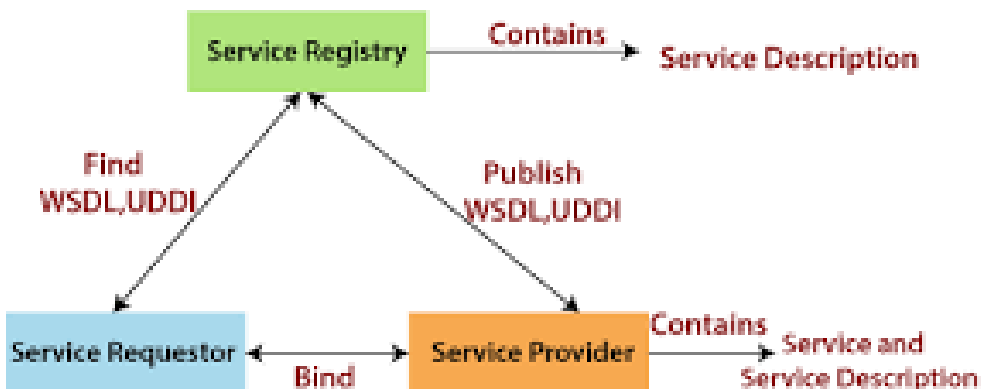 Service Registry
Contains
Service Description
Find
WSDL,UDDI
Publish
WSDL,UDDI
Service Requestor
Bind
Service Provider
Contains
Service and
Service Description